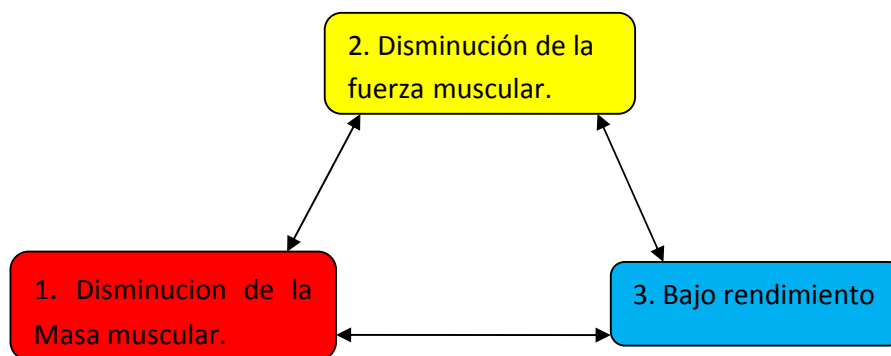 2. Disminución de la
fuerza muscular.
1. Disminucion de la
Masa muscular.
3. Bajo rendimiento